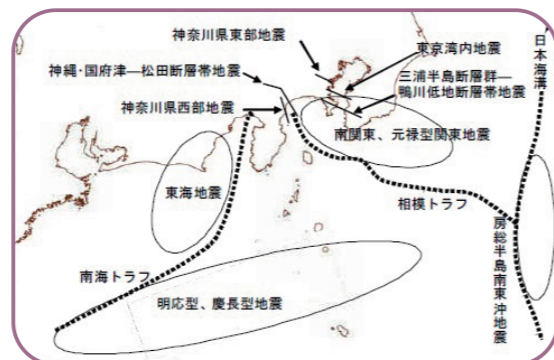 神奈川県東部地震
神縄・国府津—松田断層帯地震
神奈川県西部地震
東京湾内地震
三浦半島断層群—
鴨川低地断層帯地震
南関東、元禄型関東地震
日本海溝
東海地震
相模トラフ
房総半島南東沖地震
南海トラフ
明応型、慶長型地震